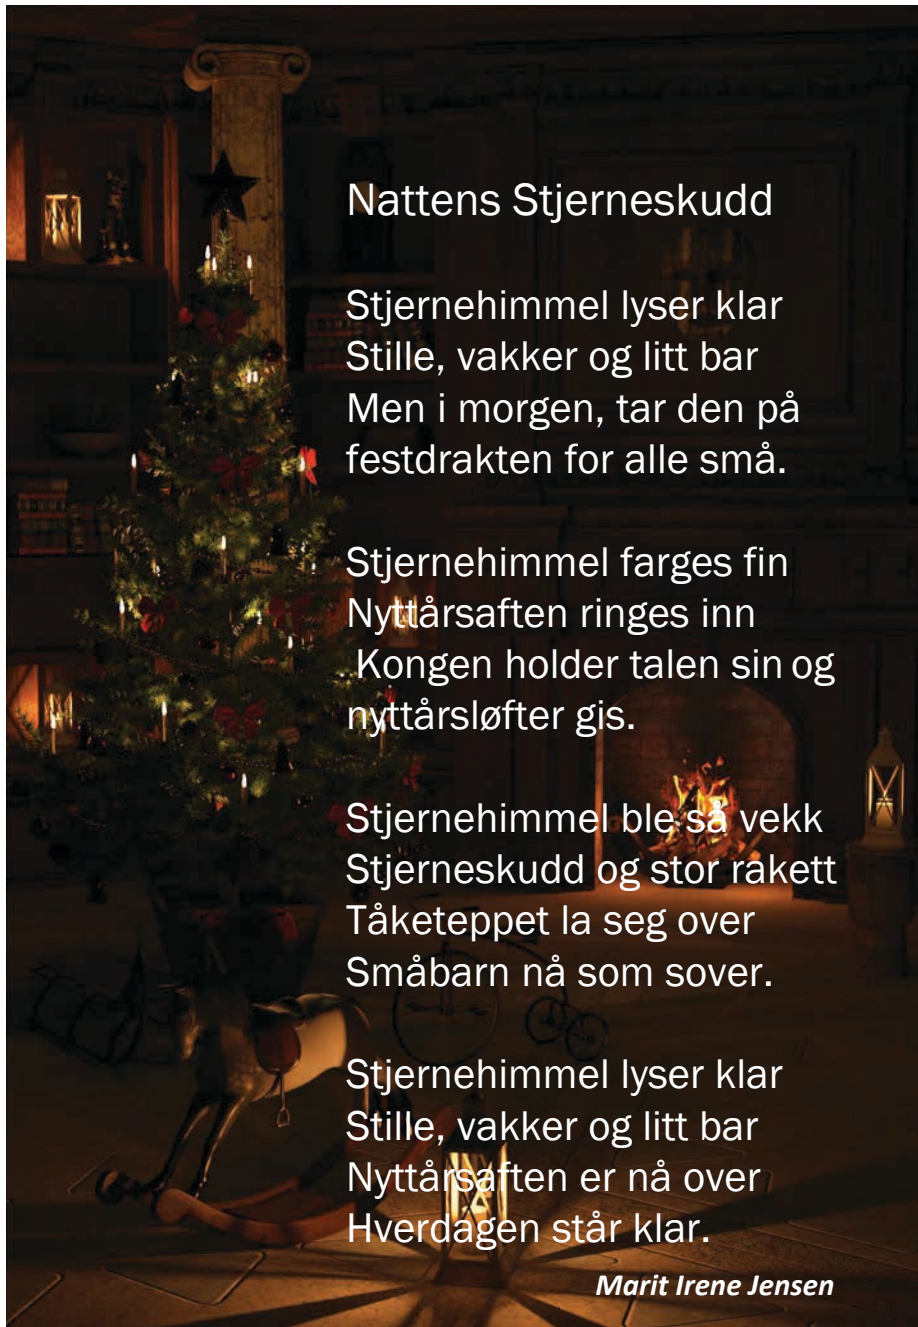 Nattens Stjerneskudd
Stjernehimmel lyser klar
Stille, vakker og litt bar
Men i morgen, tar den på
festdrakten for alle små.
Stjernehimmel farges fin
Nyttårsaften ringes inn
Kongen holder talen sin og
nyttårsløfter gis.
Stjernehimmel ble så vekk
Stjerneskudd og stor rakett
Tåketeppet la seg over
Småbarn nå som sover.
Stjernehimmel lyser klar
Stille, vakker og litt bar
Nyttårsaften er nå over
Hverdagen står klar.
Marit Irene Jensen